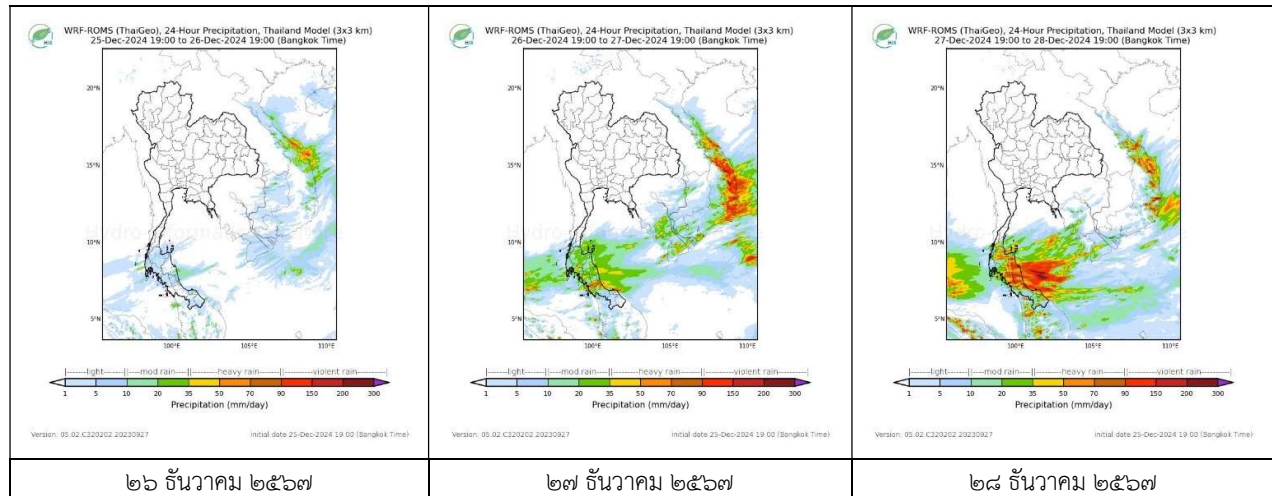 WRF-ROMS (ThaiGeo), 24-Hour Precipitation, Thailand Model (3x3 km)
25-Dec-2024 19:00 to 26-Dec-2024 19:00 (Bangkok Time)
20°N
15°N
10°N
5°N
100°E 105°E 110°E
|--------light-------||----mod rain----||---------heavy rain--------||-------violent rain-------|
1 5 10 20 35 50 70 90 150 200 300
Precipitation (mm/day)
Version: 05.02.C320202.20230927 initial date 25-Dec-2024 19:00 (Bangkok Time)
๒๖ ธันวาคม ๒๕๖๗
WRF-ROMS (ThaiGeo), 24-Hour Precipitation, Thailand Model (3x3 km)
26-Dec-2024 19:00 to 27-Dec-2024 19:00 (Bangkok Time)
20°N
15°N
10°N
5°N
100°E 105°E 110°E
|--------light-------||----mod rain----||---------heavy rain--------||-------violent rain-------|
1 5 10 20 35 50 70 90 150 200 300
Precipitation (mm/day)
Version: 05.02.C320202.20230927 initial date 25-Dec-2024 19:00 (Bangkok Time)
๒๗ ธันวาคม ๒๕๖๗
WRF-ROMS (ThaiGeo), 24-Hour Precipitation, Thailand Model (3x3 km)
27-Dec-2024 19:00 to 28-Dec-2024 19:00 (Bangkok Time)
20°N
15°N
10°N
5°N
100°E 105°E 110°E
|--------light-------||----mod rain----||---------heavy rain--------||-------violent rain-------|
1 5 10 20 35 50 70 90 150 200 300
Precipitation (mm/day)
Version: 05.02.C320202.20230927 initial date 25-Dec-2024 19:00 (Bangkok Time)
๒๘ ธันวาคม ๒๕๖๗